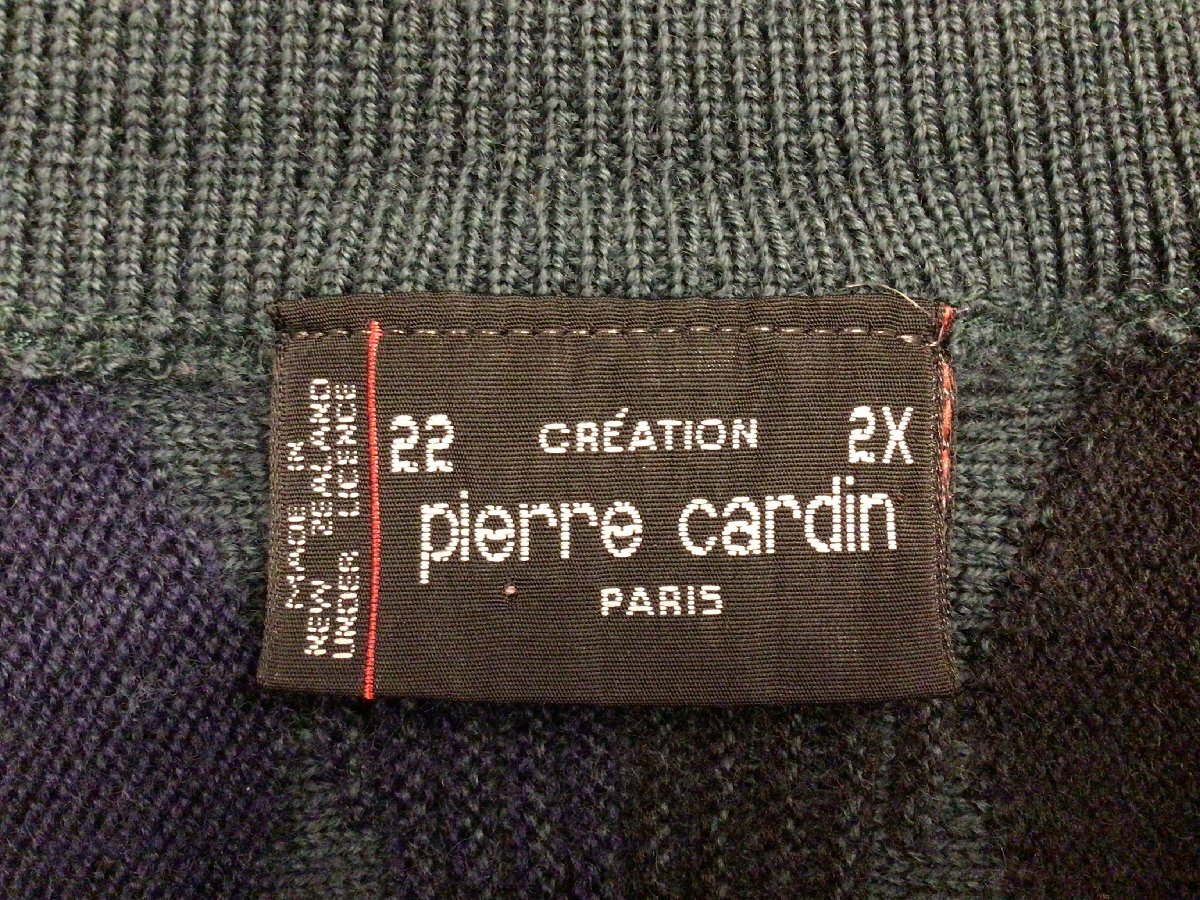 MADE IN
NEW ZEALAND
UNDER LICENCE
22 CRÉATION 2X
pierre cardin
PARIS